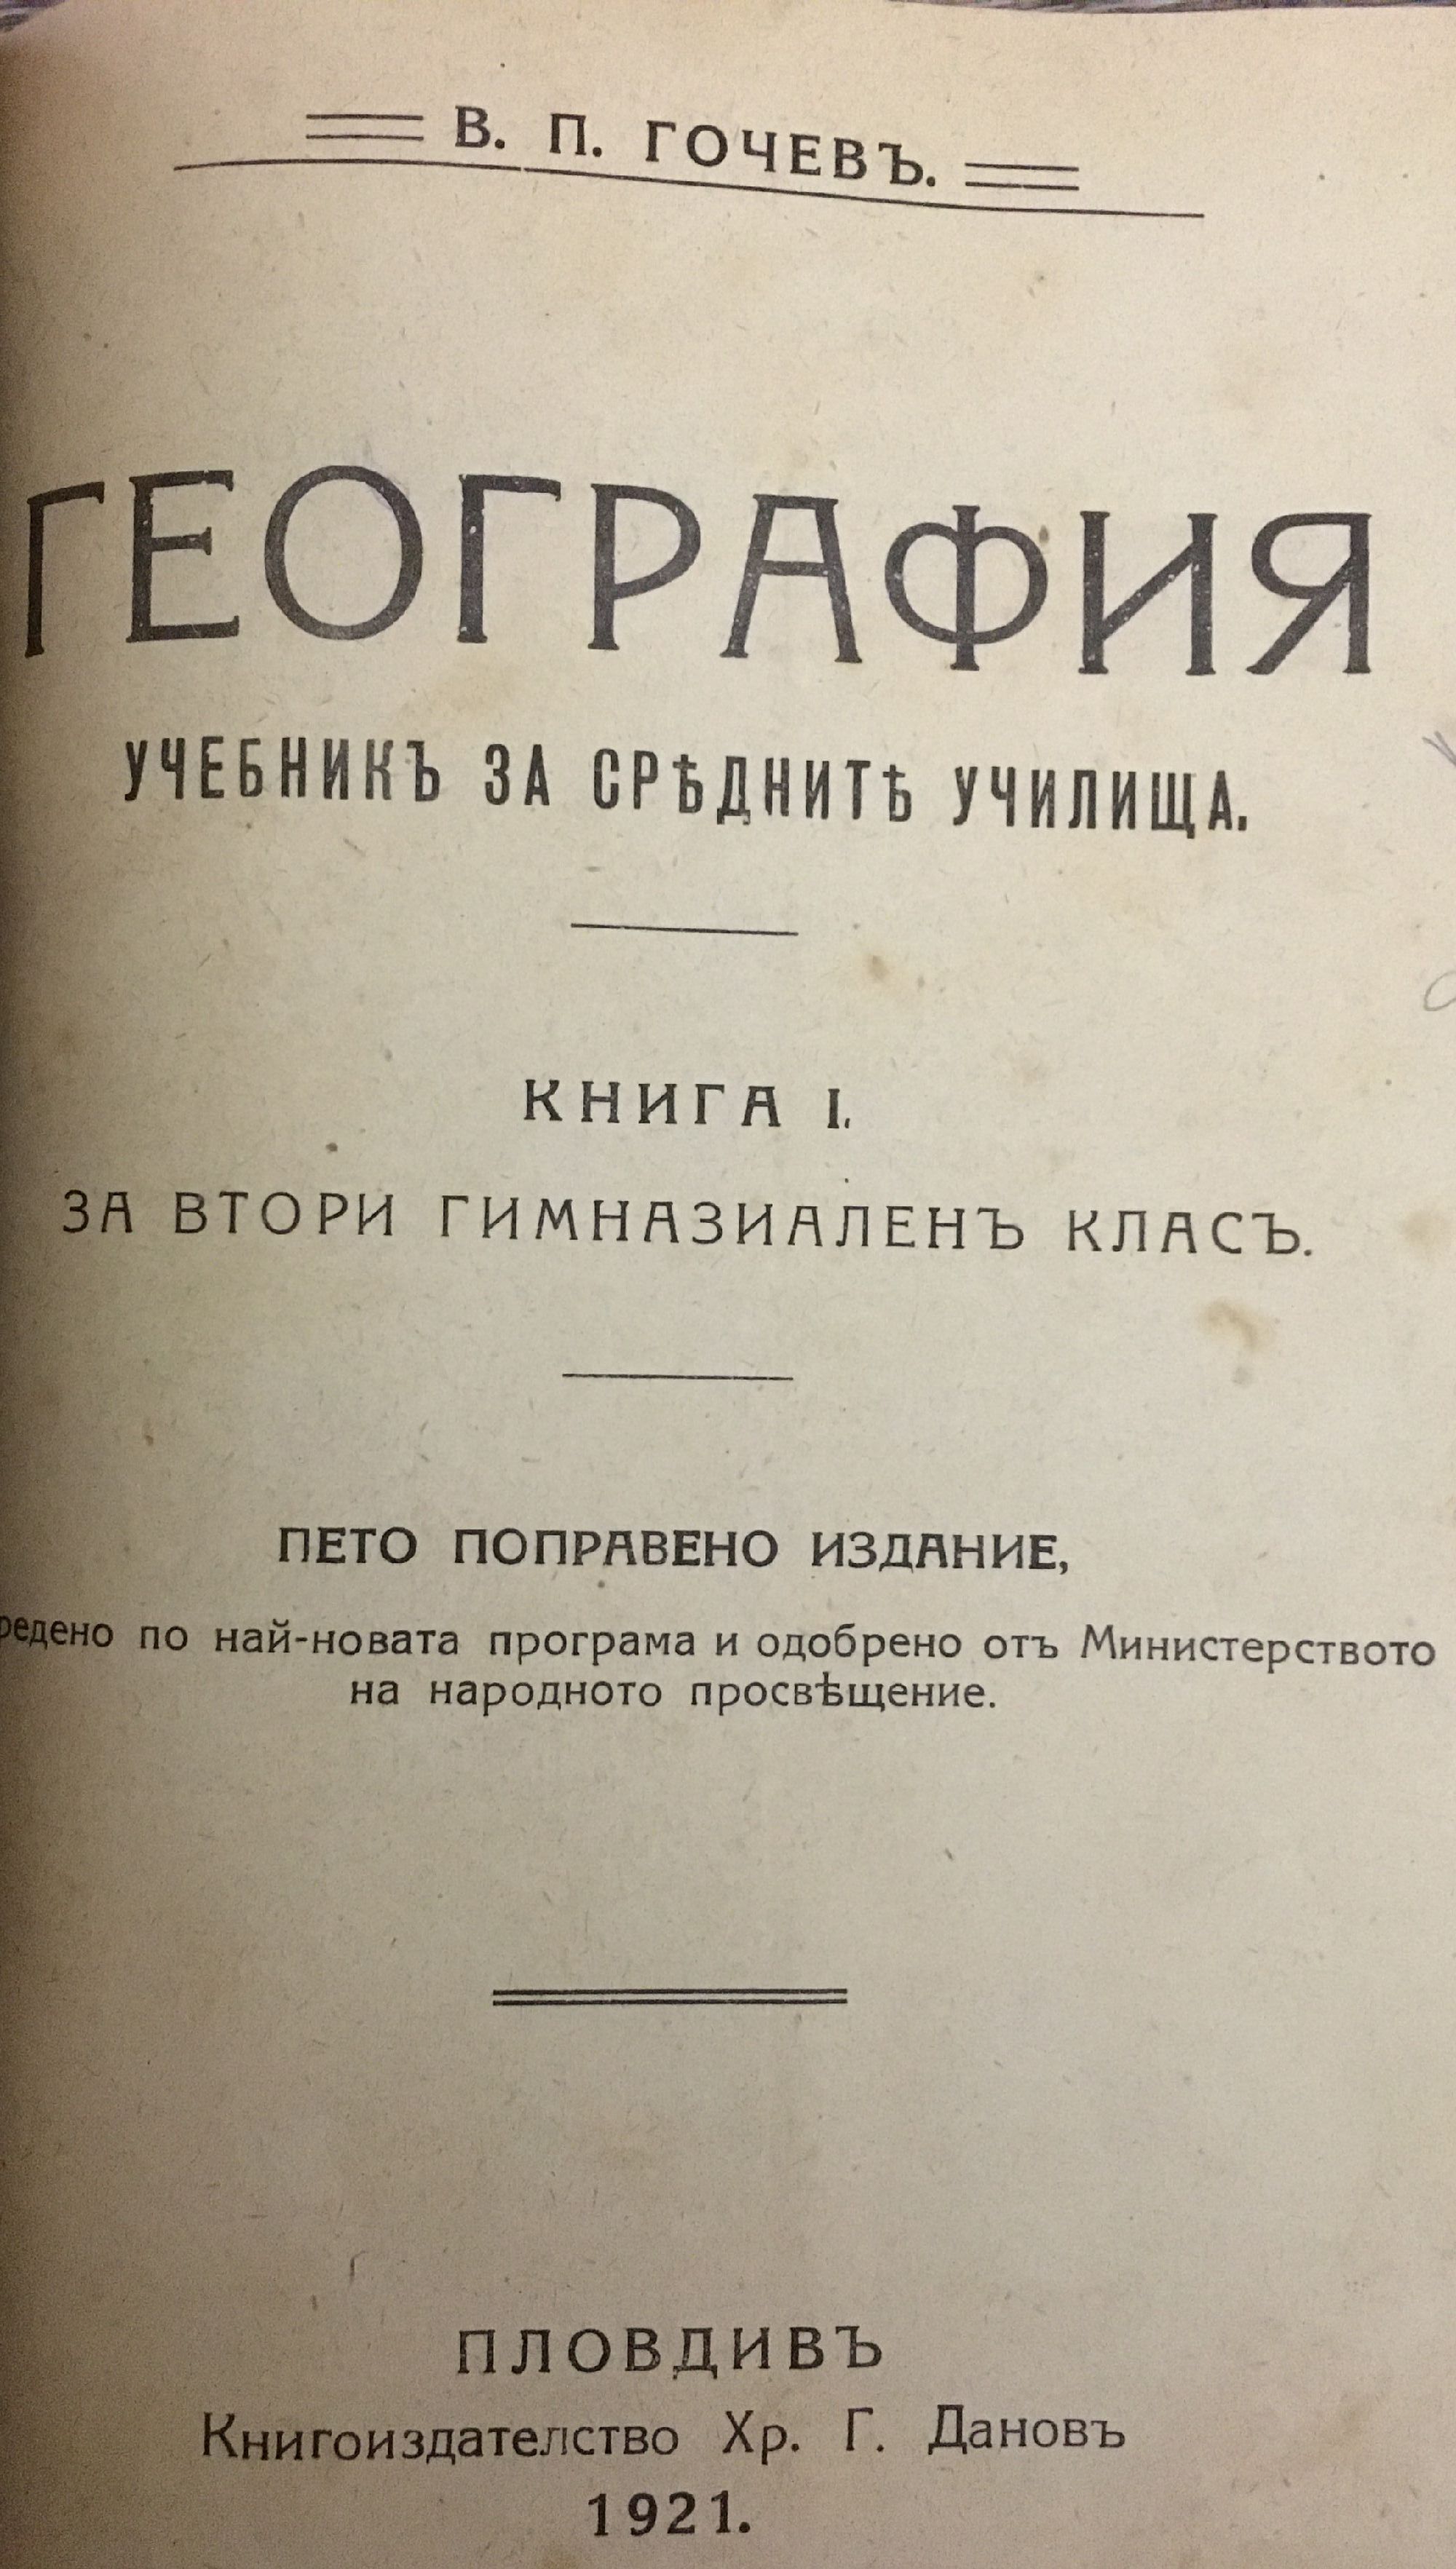 В. П. ГОЧЕВЪ.
ГЕОГРАФИЯ
УЧЕБНИКЪ ЗА СРѢДНИТѢ УЧИЛИЩА.
КНИГА I.
ЗА ВТОРИ ГИМНАЗИАЛЕНЪ КЛАСЪ.
ПЕТО ПОПРАВЕНО ИЗДАНИЕ,
по най-новата програма и одобрено отъ Министерството
на народното просвѣщение.
ПЛОВДИВЪ
Книгоиздателство Хр. Г. Дановъ
1921.